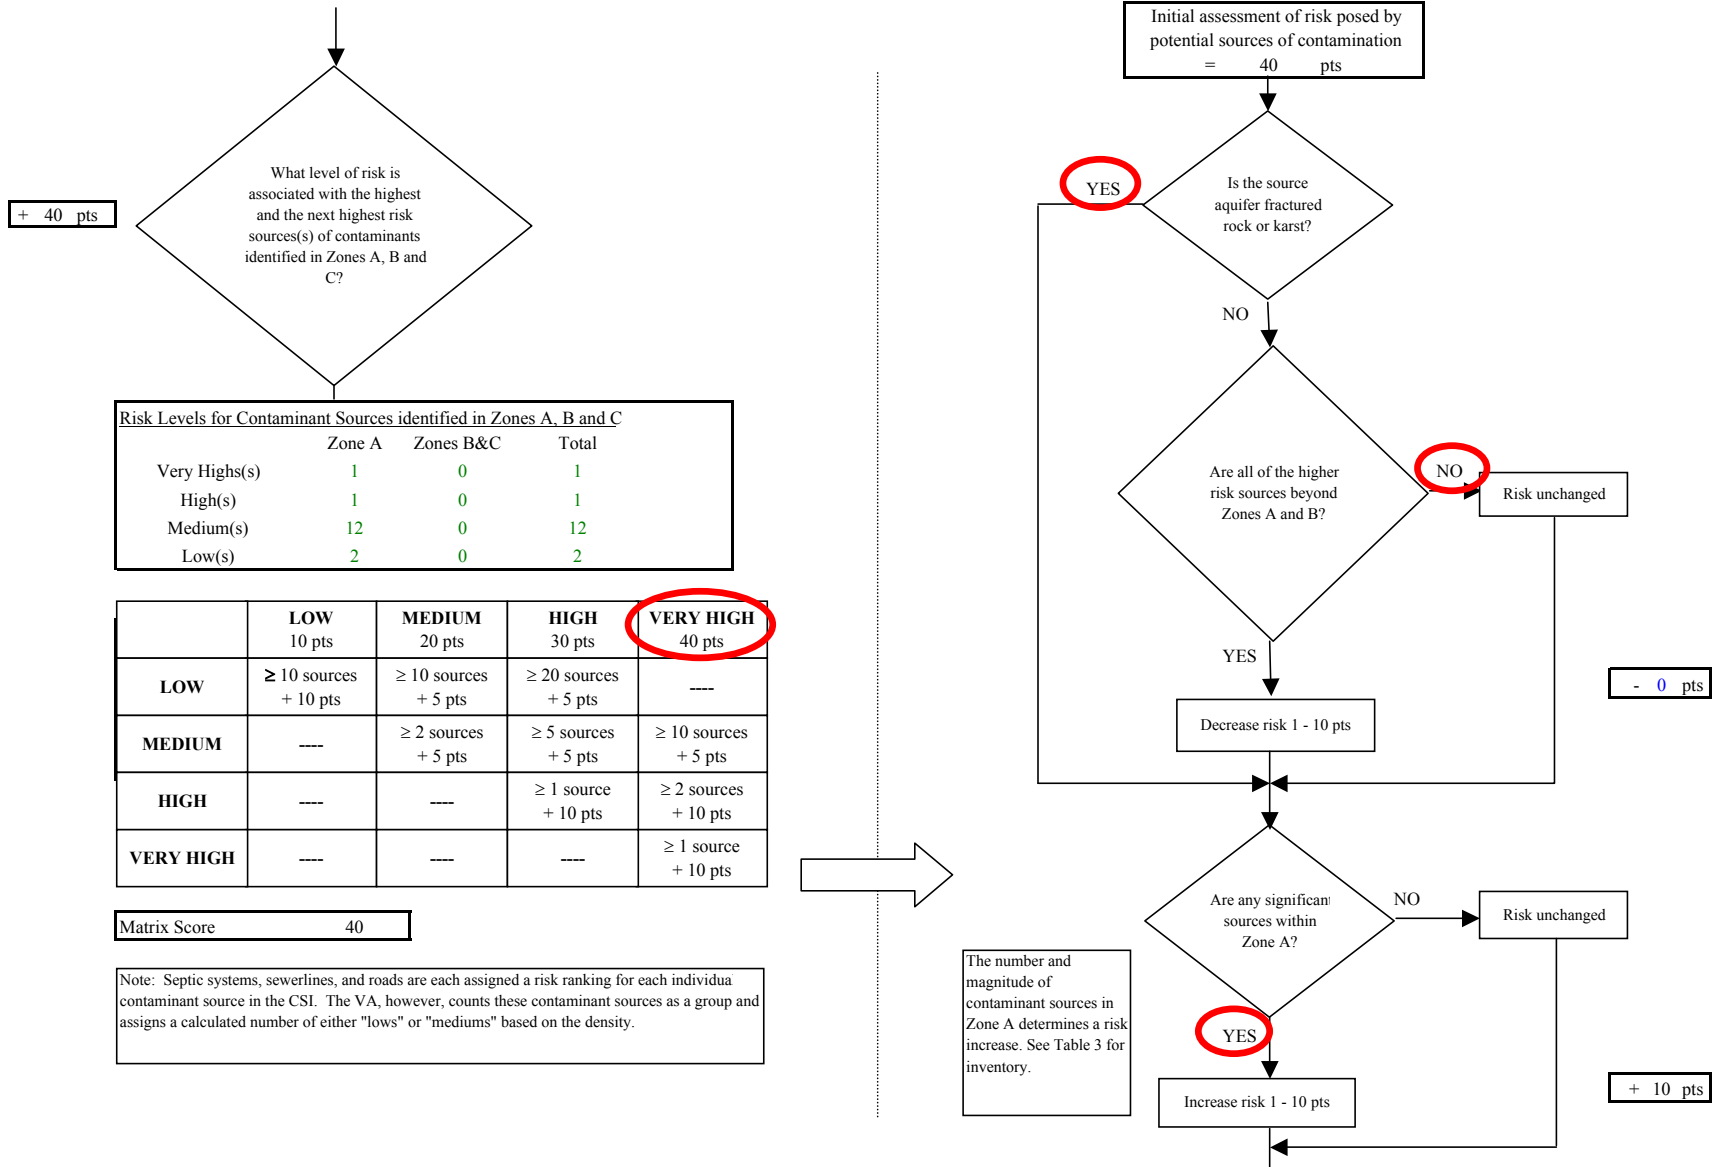 What level of risk is
associated with the highest
and the next highest risk
sources(s) of contaminants
identified in Zones A, B and
C?
+ 40 pts
Risk Levels for Contaminant Sources identified in Zones A, B and C
Zone A Zones B&C Total
Very Highs(s) 1 0 1
High(s) 1 0 1
Medium(s) 12 0 12
Low(s) 2 0 2
LOW MEDIUM HIGH VERY HIGH
10 pts 20 pts 30 pts 40 pts
LOW ≥ 10 sources ≥ 10 sources ≥ 20 sources ----
+ 10 pts + 5 pts + 5 pts
MEDIUM ---- ≥ 2 sources ≥ 5 sources ≥ 10 sources
+ 5 pts + 5 pts + 5 pts
HIGH ---- ---- ≥ 1 source ≥ 2 sources
+ 10 pts + 10 pts
VERY HIGH ---- ---- ---- ≥ 1 source
+ 10 pts
Matrix Score 40
Note: Septic systems, sewerlines, and roads are each assigned a risk ranking for each individua
contaminant source in the CSI. The VA, however, counts these contaminant sources as a group and
assigns a calculated number of either "lows" or "mediums" based on the density.
Initial assessment of risk posed by
potential sources of contamination
= 40 pts
YES
Is the source
aquifer fractured
rock or karst?
NO
Are all of the higher
risk sources beyond
Zones A and B?
NO
Risk unchanged
YES
- 0 pts
Decrease risk 1 - 10 pts
Are any significant
sources within
Zone A?
NO
Risk unchanged
The number and
magnitude of
contaminant sources in
Zone A determines a risk
increase. See Table 3 for
inventory.
YES
Increase risk 1 - 10 pts
+ 10 pts